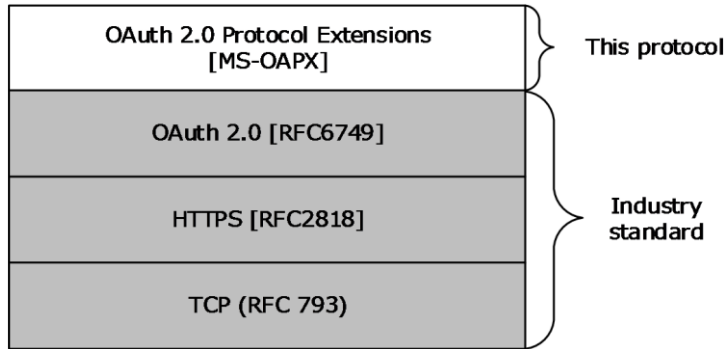 OAuth 2.0 Protocol Extensions
[MS-OAPX]
This protocol
OAuth 2.0 [RFC6749]
HTTPS [RFC2818]
Industry
standard
TCP (RFC 793)